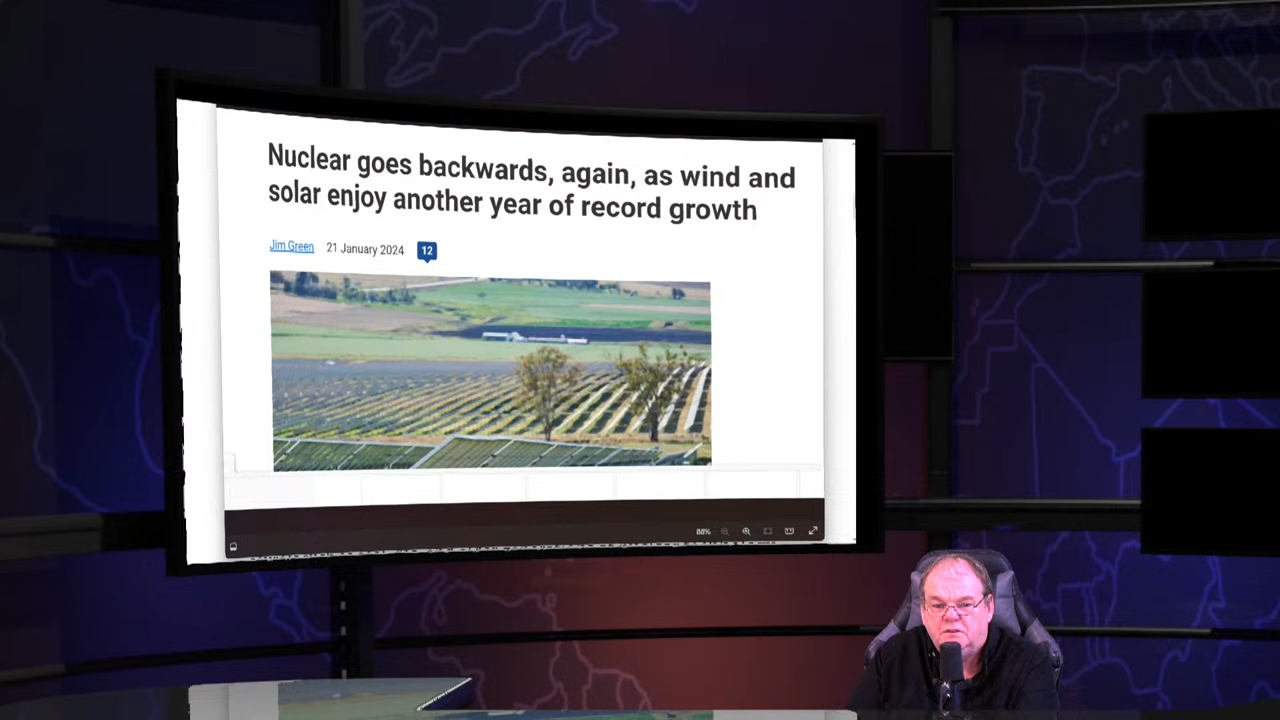 Nuclear goes backwards, again, as wind and
solar enjoy another year of record growth
Jim Green 21 January 2024 12
88%